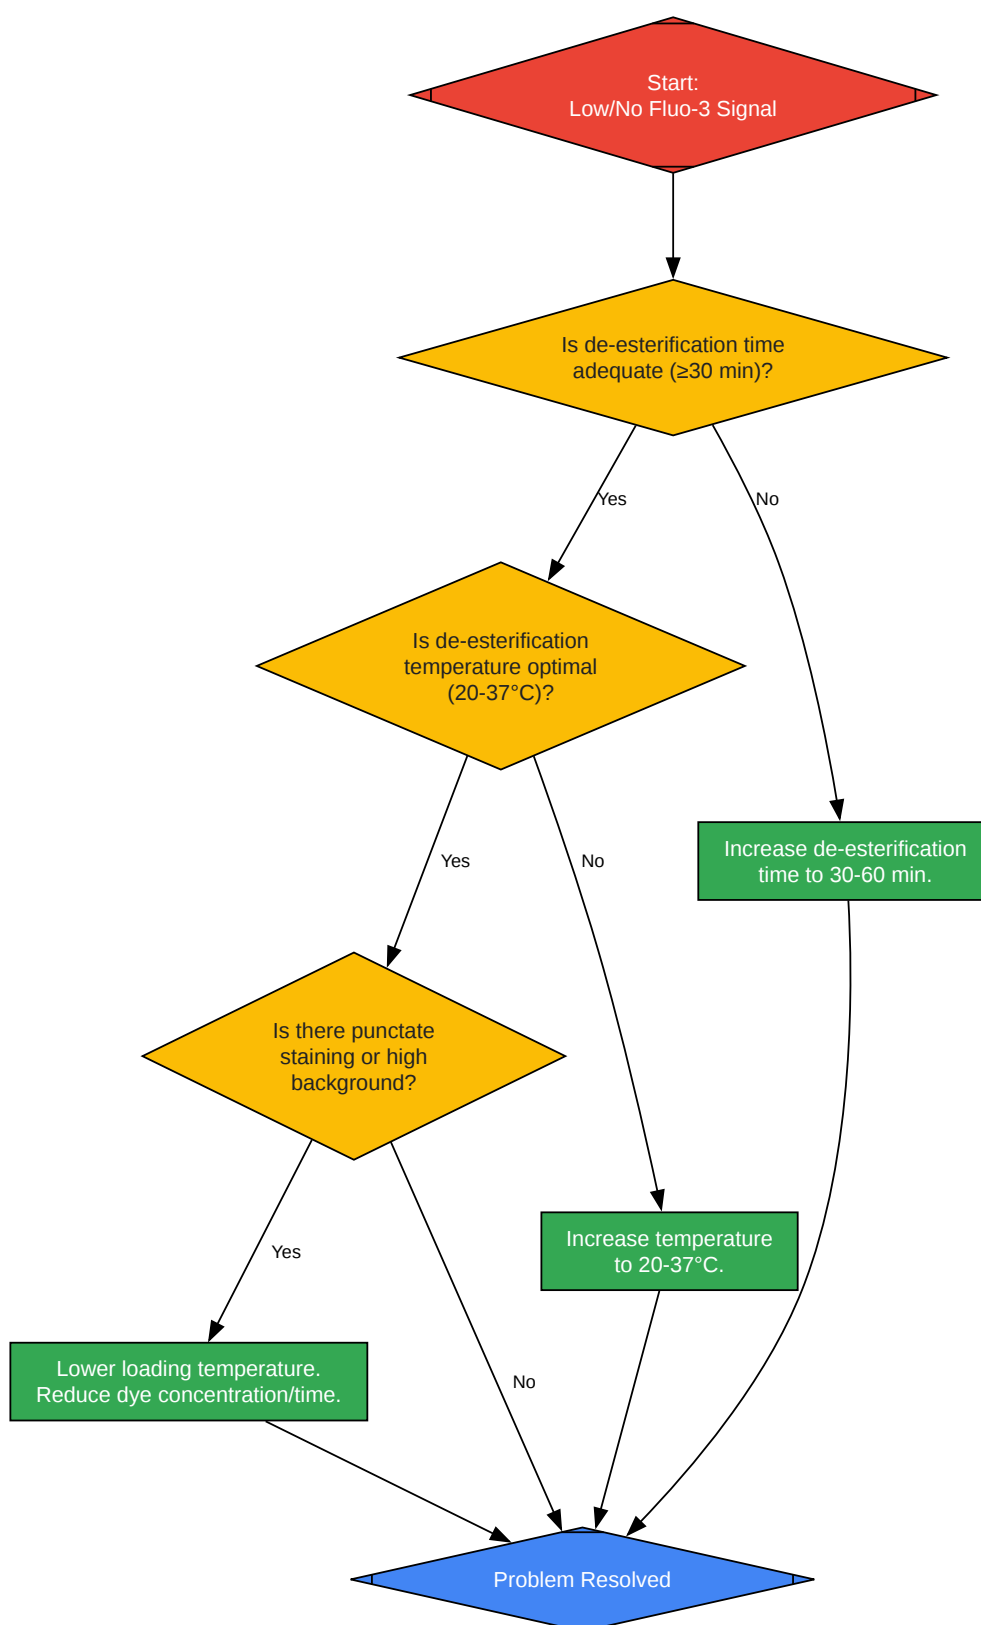 Start:
Low/No Fluo-3 Signal
Is de-esterification time
adequate (≥30 min)?
Yes
No
Is de-esterification
temperature optimal
(20-37°C)?
Increase de-esterification
time to 30-60 min.
Yes
No
Is there punctate
staining or high
background?
Increase temperature
to 20-37°C.
Yes
Lower loading temperature.
Reduce dye concentration/time.
No
Problem Resolved